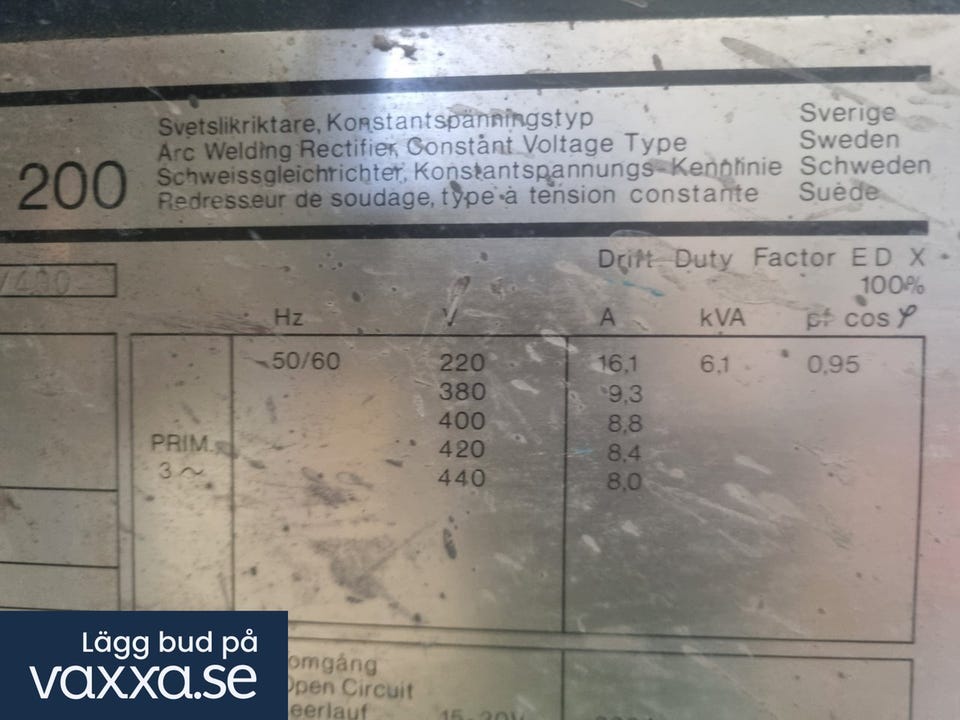 200
Svetslikriktare, Konstantspänningstyp
Arc Welding Rectifier, Constant Voltage Type
Schweissgleichrichter, Konstantspannungs-Kennlinie
Redresseur de soudage, type à tension constante
Sverige
Sweden
Schweden
Suède
Drift Duty Factor ED X
100%
/400
Hz V A kVA pf cos φ
PRIM.
3~
50/60 220 16,1 6,1 0,95
380 9,3
400 8,8
420 8,4
440 8,0
omgång
Open Circuit
eerlauf
Lägg bud på
vaxxa.se